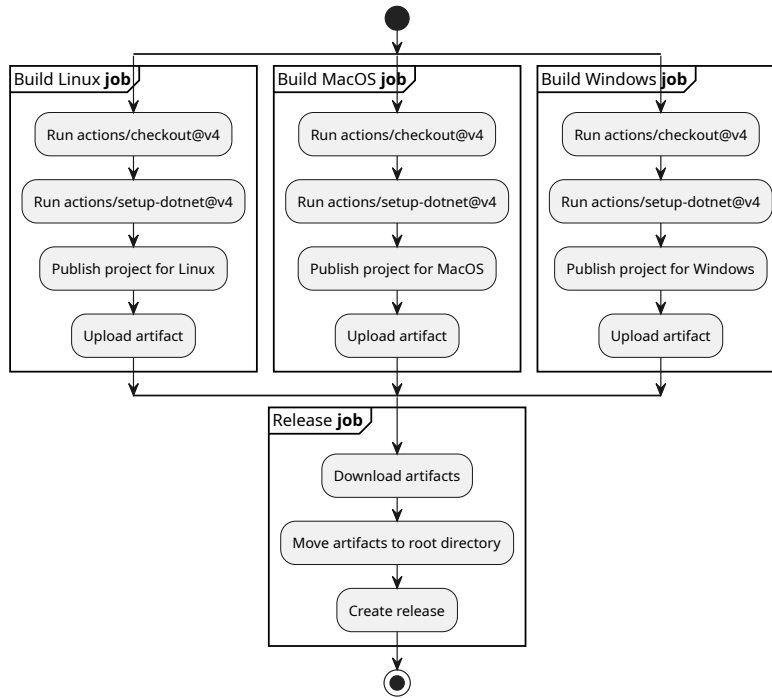 Build Linux job
Run actions/checkout@v4
Run actions/setup-dotnet@v4
Publish project for Linux
Upload artifact
Build MacOS job
Run actions/checkout@v4
Run actions/setup-dotnet@v4
Publish project for MacOS
Upload artifact
Build Windows job
Run actions/checkout@v4
Run actions/setup-dotnet@v4
Publish project for Windows
Upload artifact
Release job
Download artifacts
Move artifacts to root directory
Create release